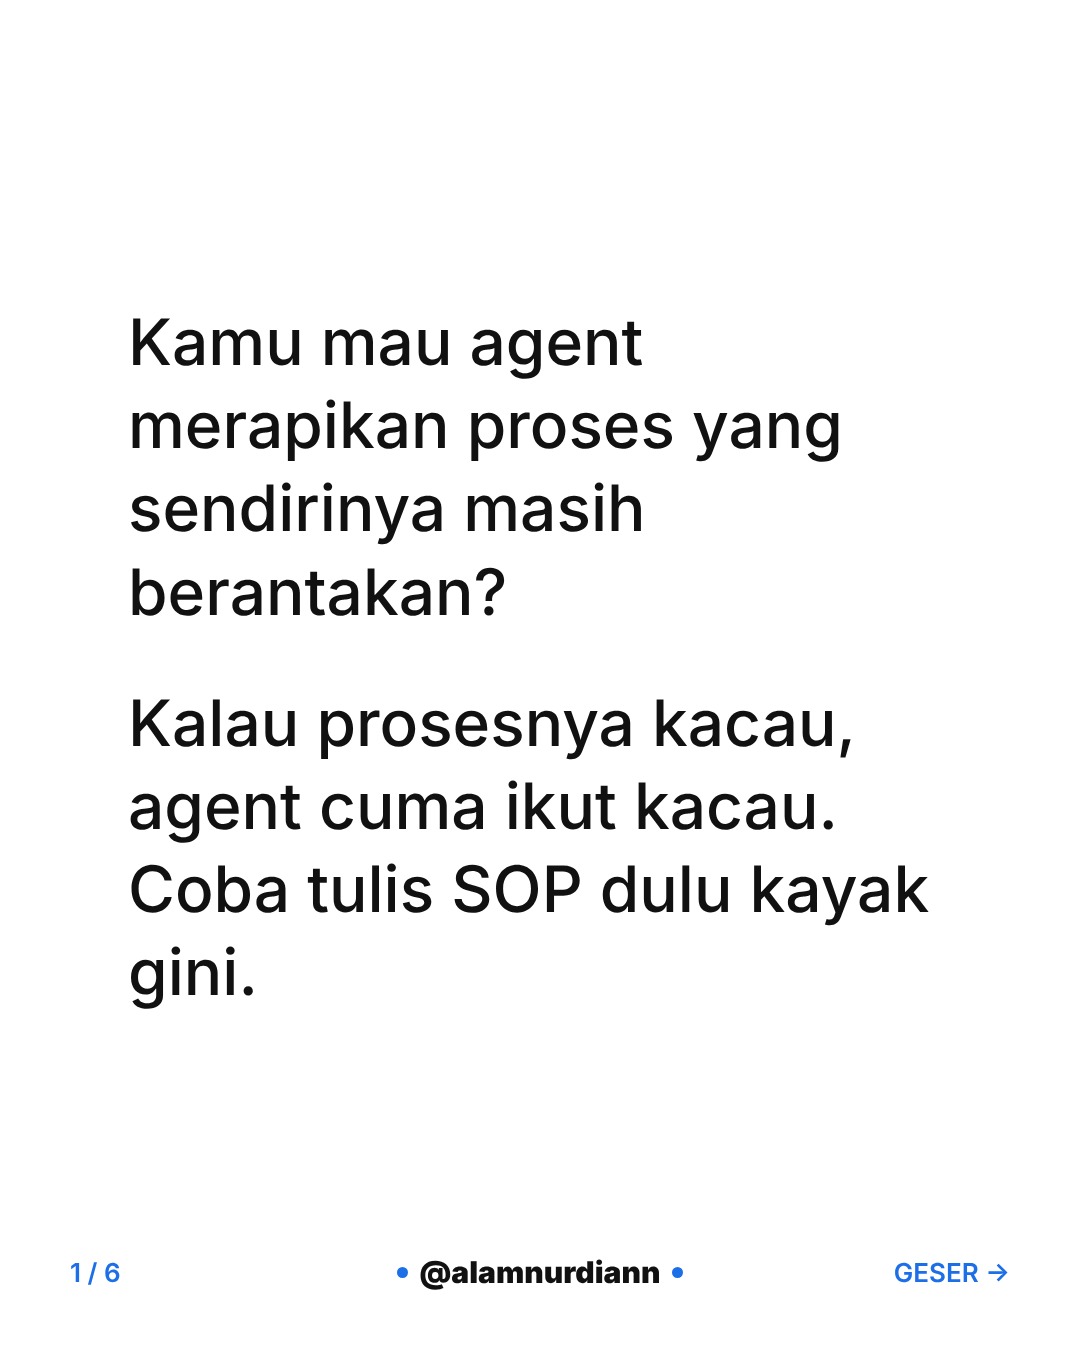 Kamu mau agent
merapikan proses yang
sendirinya masih
berantakan?
Kalau prosesnya kacau,
agent cuma ikut kacau.
Coba tulis SOP dulu kayak
gini.
1 / 6
• @alamnurdiann •
GESER →